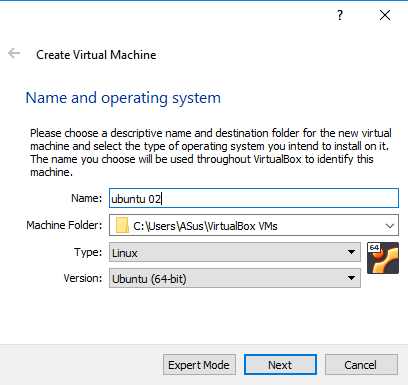 ?
Create Virtual Machine
Name and operating system
Please choose a descriptive name and destination folder for the new virtual
machine and select the type of operating system you intend to install on it.
The name you choose will be used throughout VirtualBox to identify this
machine.
Name: ubuntu 02
Machine Folder: C:\Users\ASus\VirtualBox VMs
Type: Linux
64
Version: Ubuntu (64-bit)
Expert Mode Next Cancel